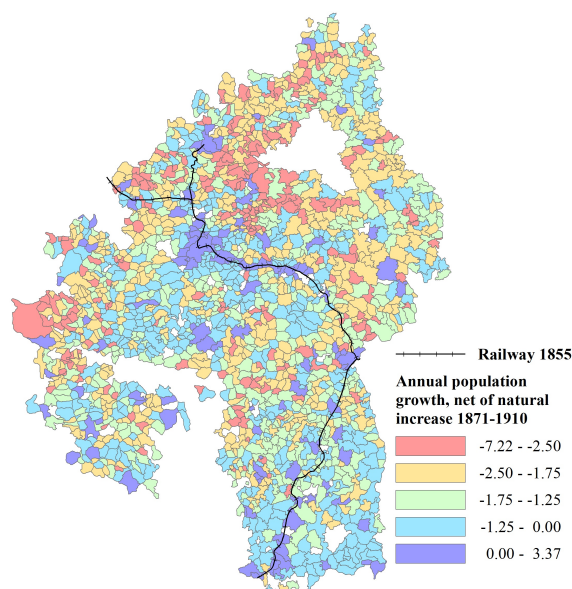 Railway 1855
Annual population
growth, net of natural
increase 1871-1910
-7.22 - -2.50
-2.50 - -1.75
-1.75 - -1.25
-1.25 - 0.00
0.00 - 3.37